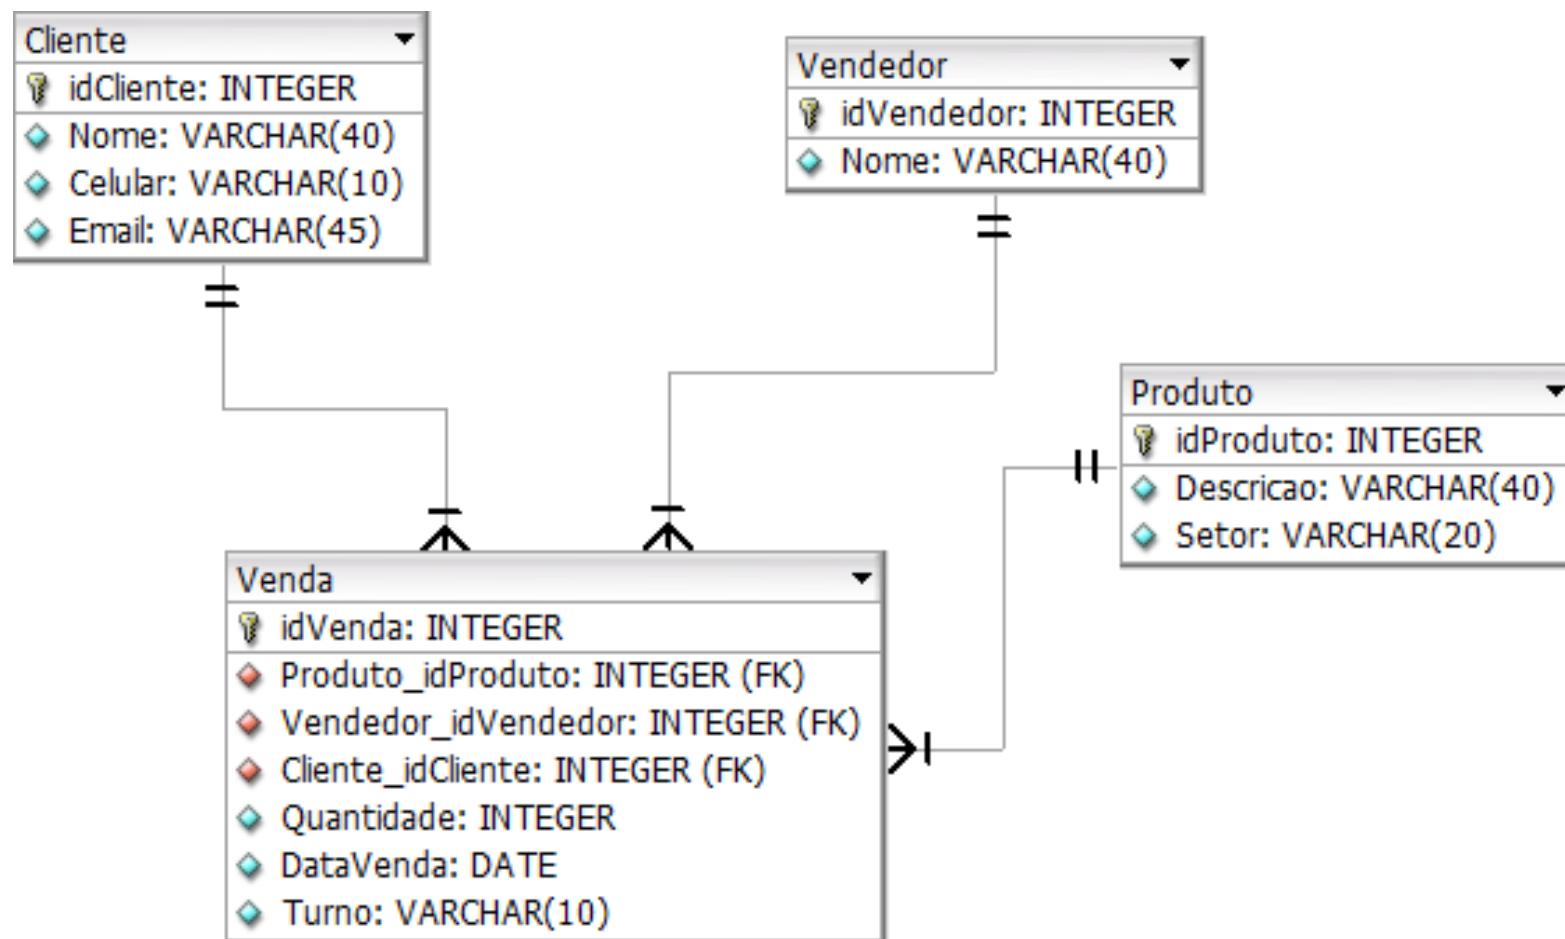 Cliente
idCliente: INTEGER
Nome: VARCHAR(40)
Celular: VARCHAR(10)
Email: VARCHAR(45)
Vendedor
idVendedor: INTEGER
Nome: VARCHAR(40)
Produto
idProduto: INTEGER
Descricao: VARCHAR(40)
Setor: VARCHAR(20)
Venda
idVenda: INTEGER
Produto_idProduto: INTEGER (FK)
Vendedor_idVendedor: INTEGER (FK)
Cliente_idCliente: INTEGER (FK)
Quantidade: INTEGER
DataVenda: DATE
Turno: VARCHAR(10)